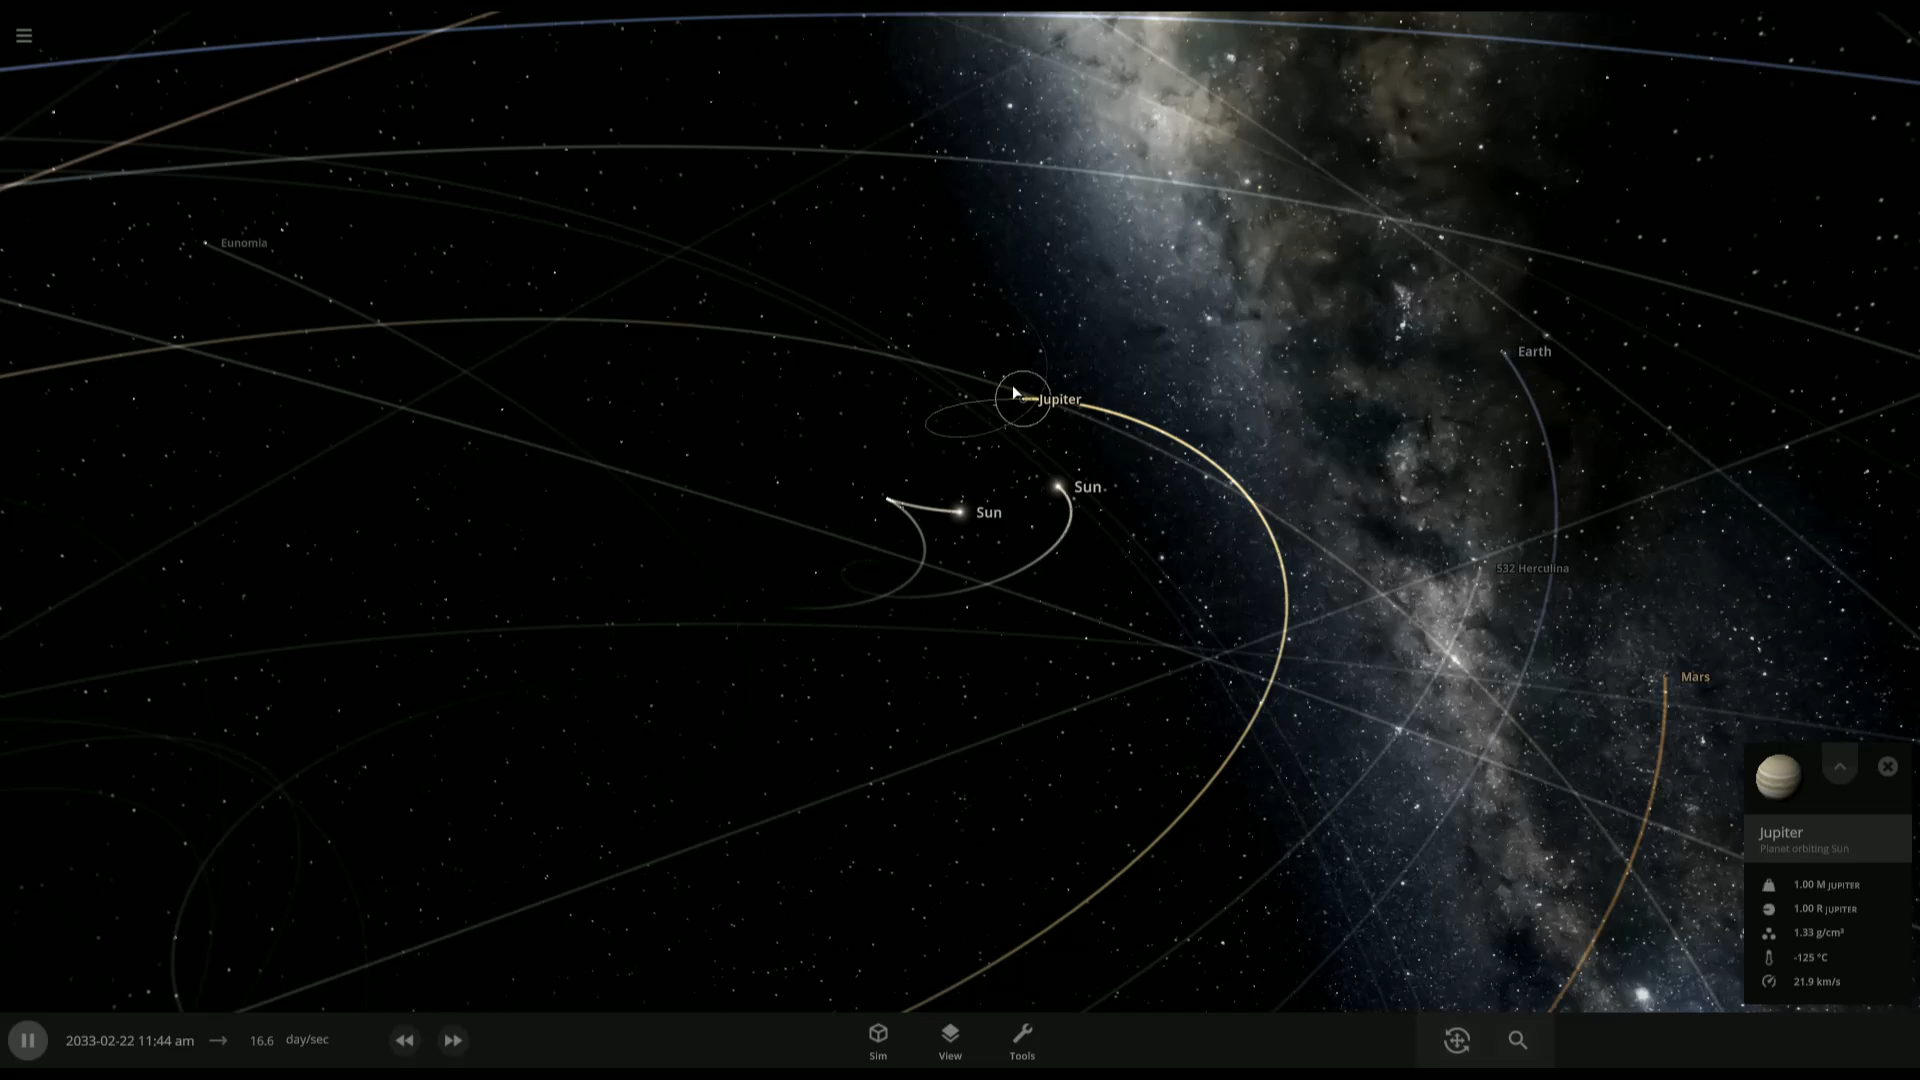 Eunomia
Earth
Jupiter
Sun
Sun
532 Herculina
Mars
Jupiter
Planet orbiting Sun
1.00 M JUPITER
1.00 R JUPITER
1.33 g/cm³
-125 °C
21.9 km/s
2033-02-22 11:44 am
16.6 day/sec
Sim
View
Tools